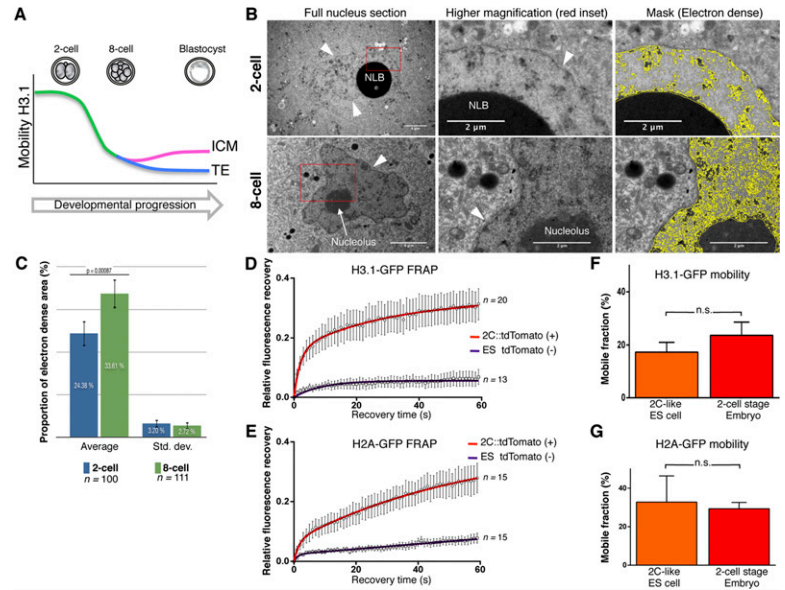 A
2-cell
8-cell
Blastocyst
Mobility H3.1
ICM
TE
Developmental progression
B
Full nucleus section
Higher magnification (red inset)
Mask (Electron dense)
2-cell
NLB
NLB
2 µm
2 µm
8-cell
Nucleolus
Nucleolus
2 µm
C
Proportion of electron dense area (%)
24.38 %
33.61 %
3.20 %
Average
Std. dev.
2-cell
n = 100
8-cell
n = 111
D
H3.1-GFP FRAP
Relative fluorescence recovery
0.4
0.2
0.0
n = 20
2C::tdTomato (+)
ES tdTomato (-)
n = 13
0
20
40
60
Recovery time (s)
E
H2A-GFP FRAP
Relative fluorescence recovery
0.4
0.2
0.0
2C::tdTomato (+)
ES tdTomato (-)
n = 15
n = 15
0
20
40
60
Recovery time (s)
F
H3.1-GFP mobility
Mobile fraction (%)
40
20
0
n.s.
2C-like
ES cell
2-cell stage
Embryo
G
H2A-GFP mobility
Mobile fraction (%)
40
20
0
n.s.
2C-like
ES cell
2-cell stage
Embryo